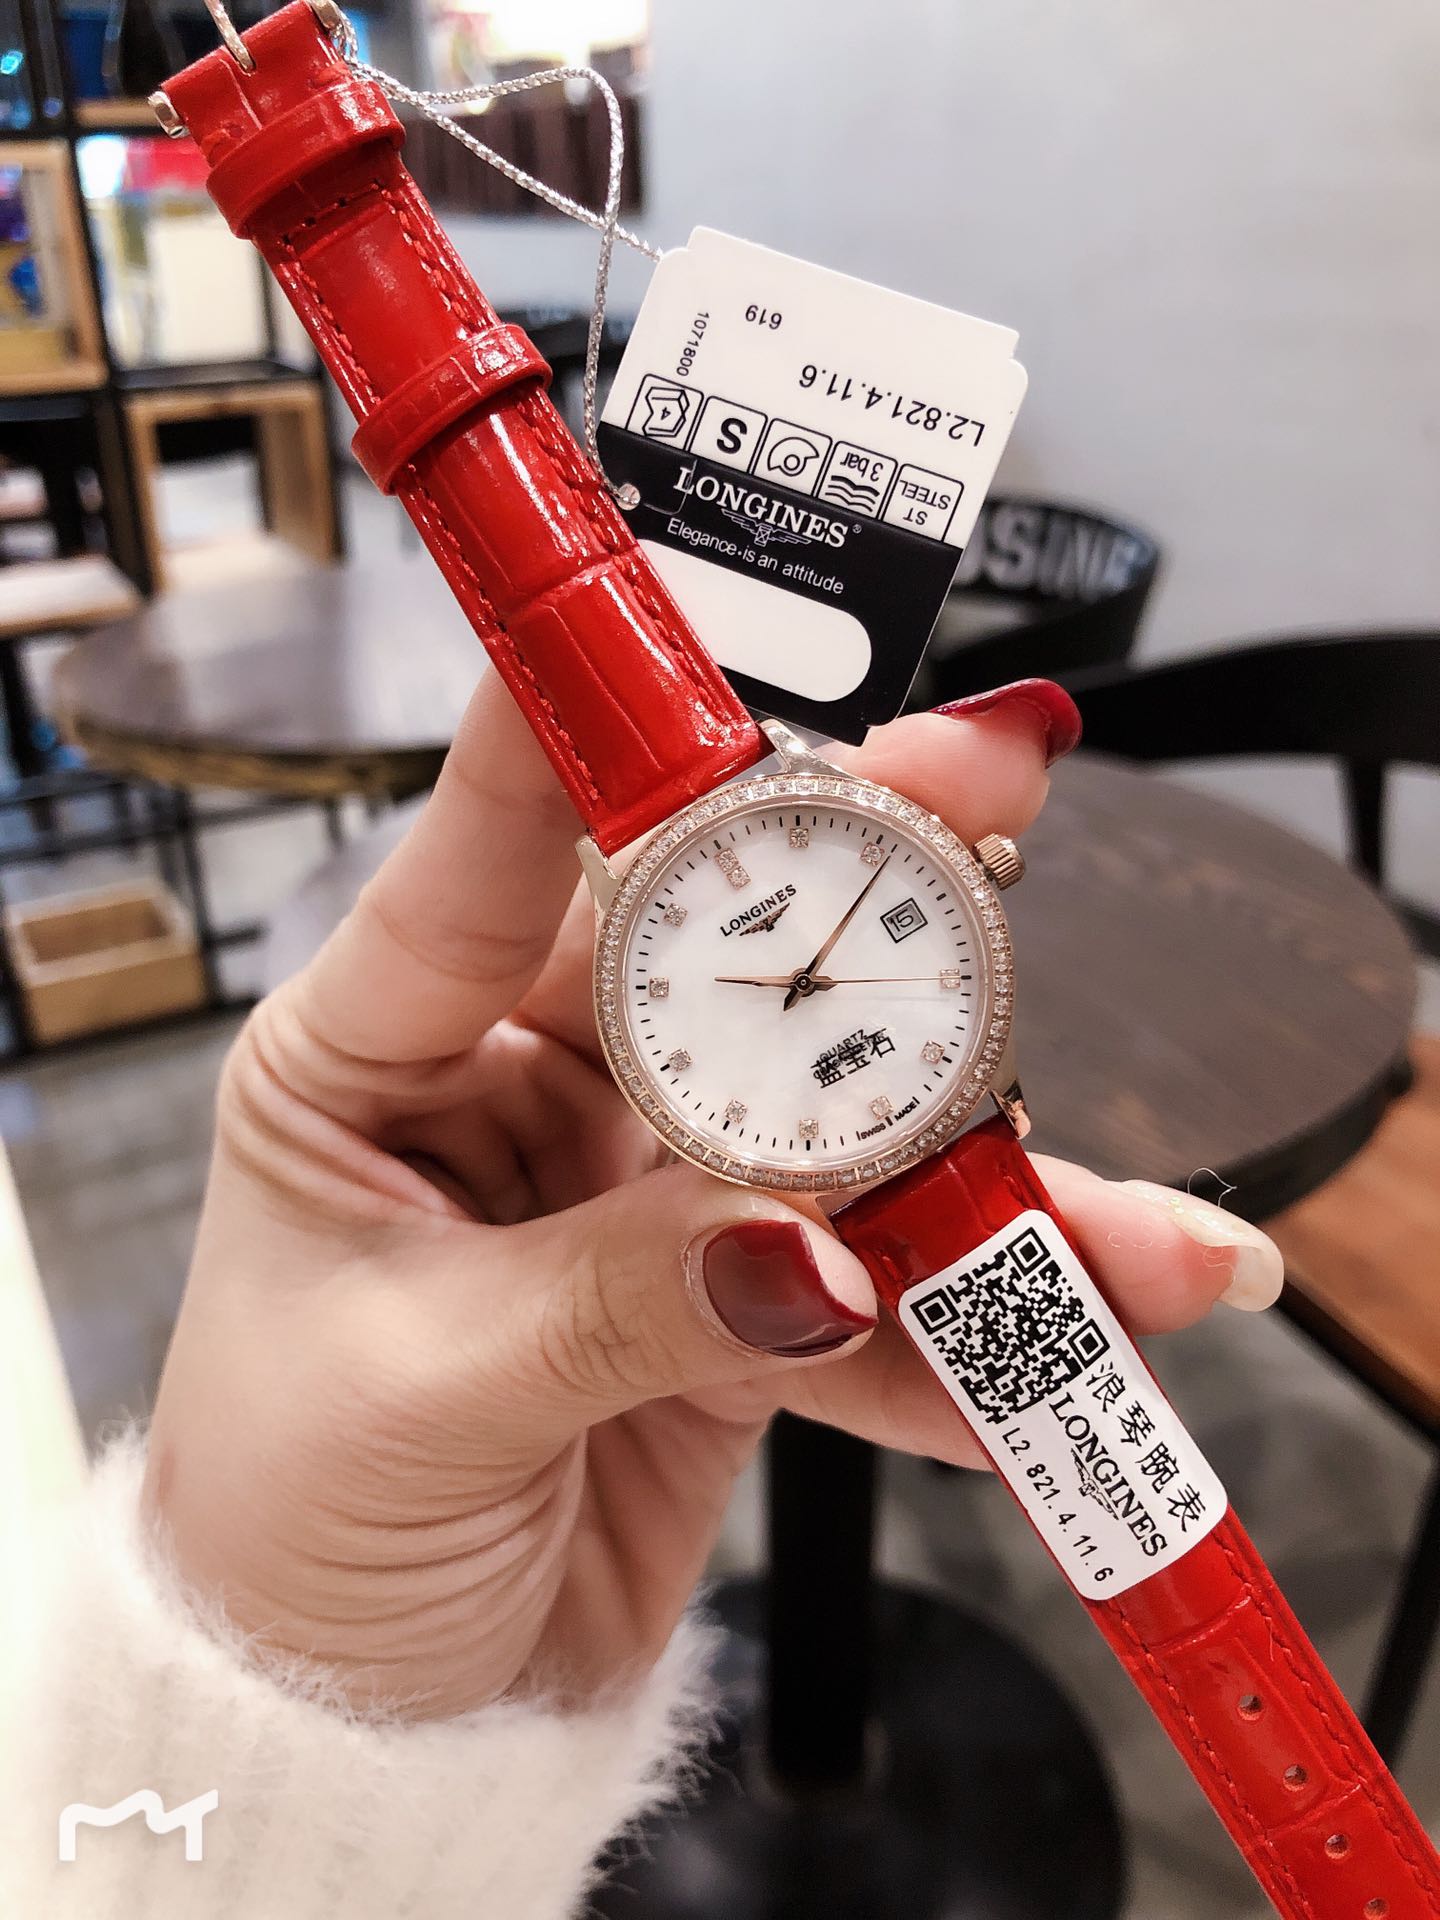 619
1071800
L2.821.4.11.6
4
S
3 bar
ST
STEEL
LONGINES®
Elegance is an attitude
LONGINES
15
QUARTZ
蓝宝石
SWISS MADE
浪琴腕表
LONGINES
L2.821.4.11.6